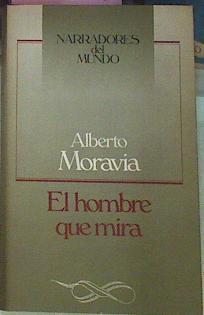 NARRADORES
del
MUNDO
Alberto
Moravia
El hombre
que mira